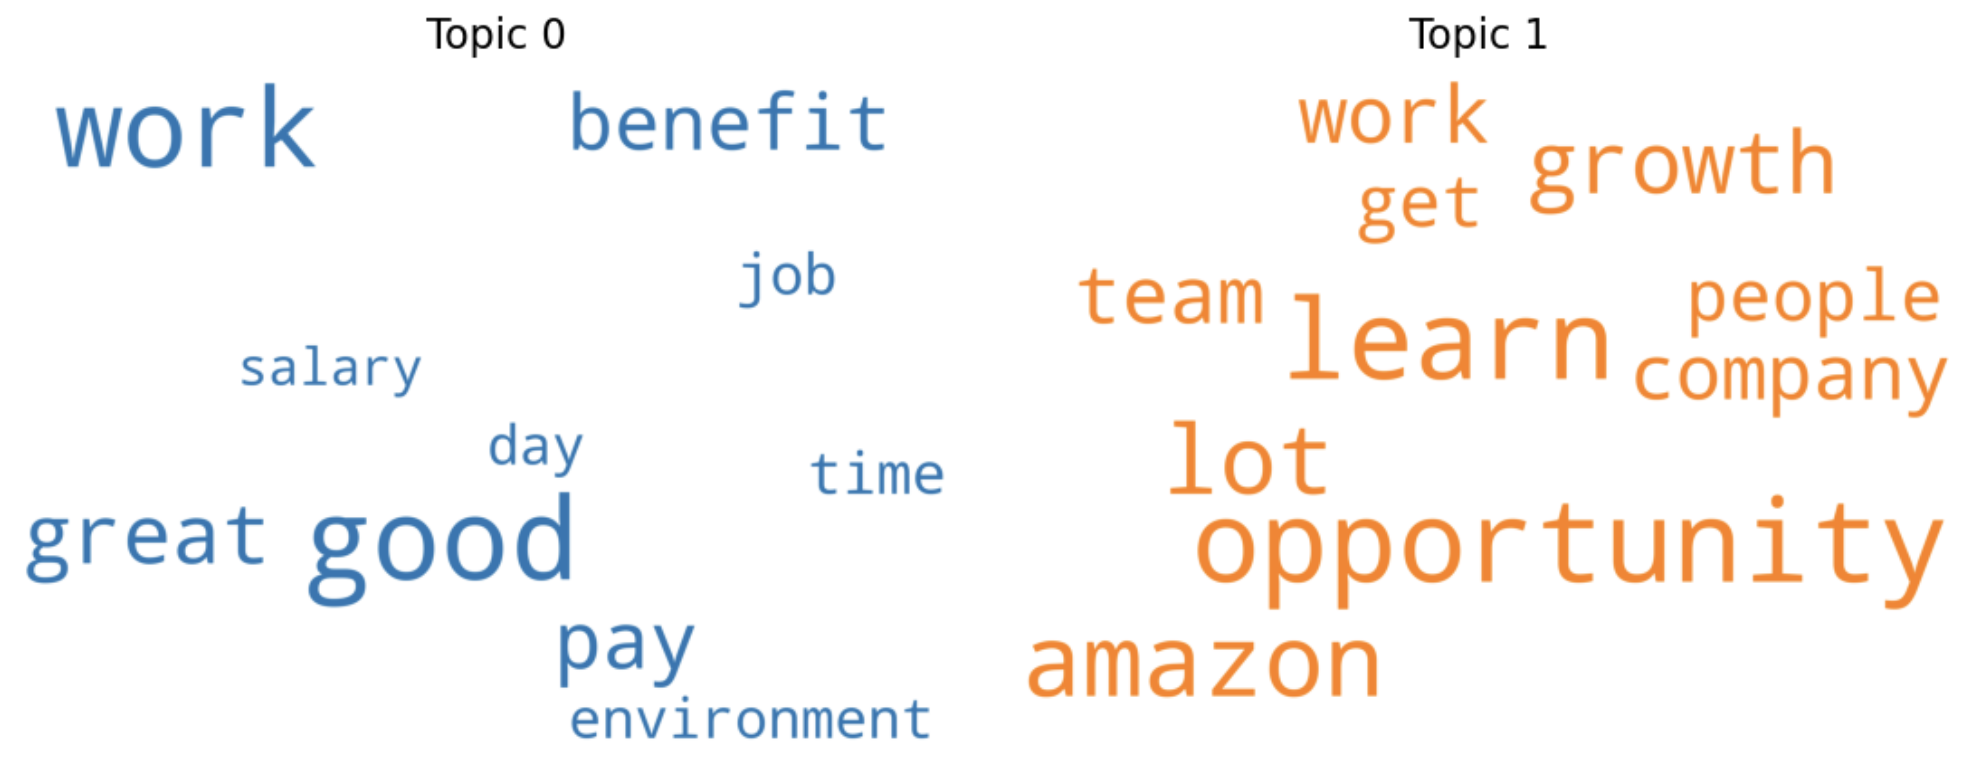 Topic 0
work
benefit
job
salary
day
time
great
good
pay
environment
Topic 1
work
growth
get
team
people
learn
company
lot
opportunity
amazon